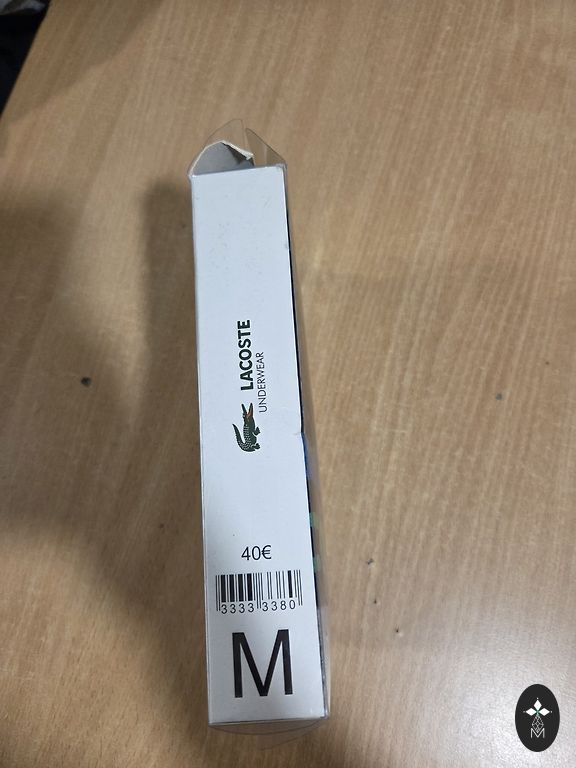 LACOSTE
UNDERWEAR
40€
3333 3380
M
M